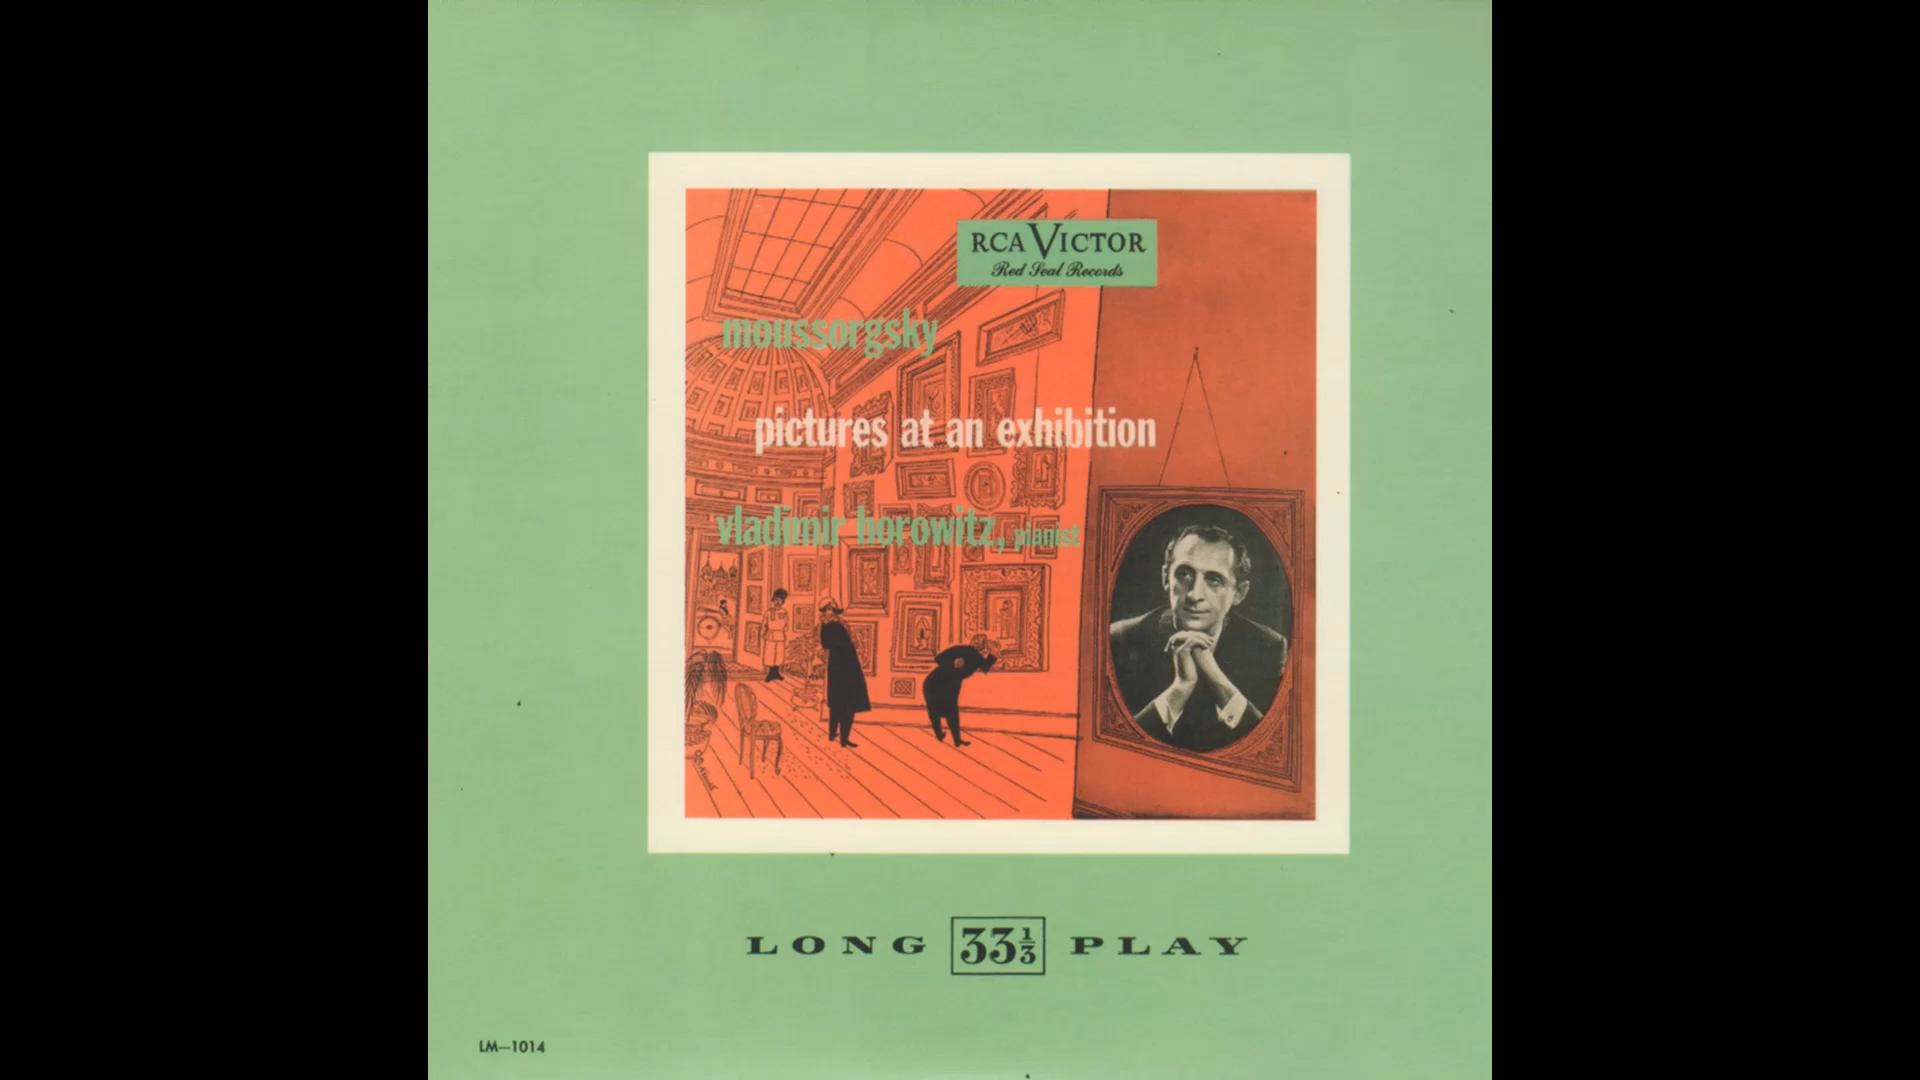 RCA VICTOR
Red Seal Records
moussorgsky
pictures at an exhibition
vladimir horowitz, pianist
LONG 33⅓ PLAY
LM—1014